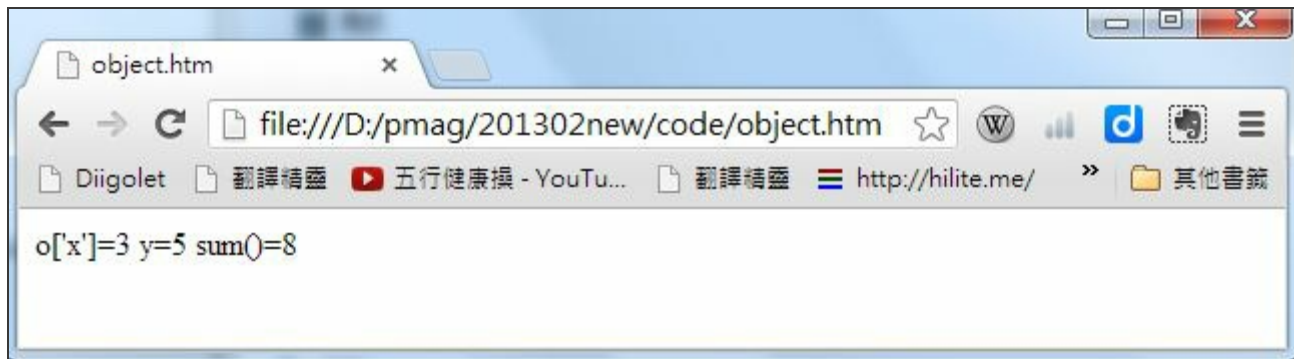 object.htm
file:///D:/pmag/201302new/code/object.htm
Diigolet 翻譯精靈 五行健康操 - YouTu... 翻譯精靈 http://hilite.me/ » 其他書籤
o['x']=3 y=5 sum()=8